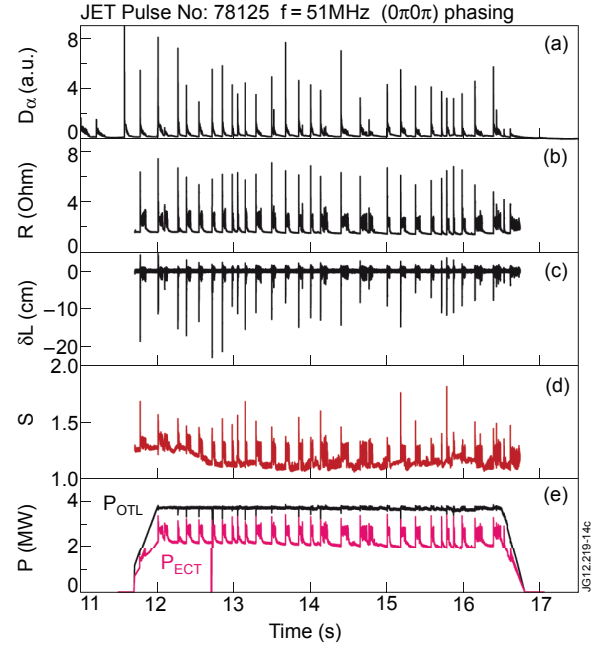 JET Pulse No: 78125 f = 51MHz (0π0π) phasing
(a)
Dα (a.u.)
8
4
0
(b)
R (Ohm)
8
4
0
(c)
δL (cm)
0
−10
−20
(d)
S
2.0
1.5
1.0
(e)
P (MW)
4
2
0
POTL
PECT
11 12 13 14 15 16 17
Time (s)
JG12.219-14c